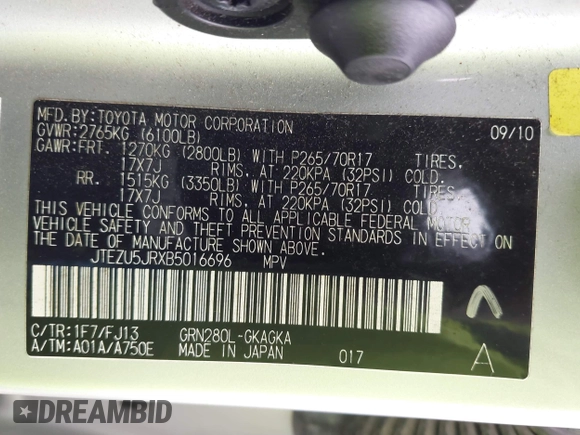 MFD.BY:TOYOTA MOTOR CORPORATION 09/10
GVWR:2765KG (6100LB)
GAWR:FRT. 1270KG (2800LB) WITH P265/70R17 TIRES.
17X7J RIMS, AT 220KPA (32PSI) COLD.
RR. 1515KG (3350LB) WITH P265/70R17 TIRES.
17X7J RIMS, AT 220KPA (32PSI) COLD.
THIS VEHICLE CONFORMS TO ALL APPLICABLE FEDERAL MOTOR
VEHICLE SAFETY AND THEFT PREVENTION STANDARDS IN EFFECT ON
THE DATE OF MANUFACTURE SHOWN ABOVE.
JTEZU5JRXB5016696 MPV
C/TR:1F7/FJ13 GRN280L-GKAGKA
A/TM:A01A/A750E MADE IN JAPAN 017
A
DREAMBID